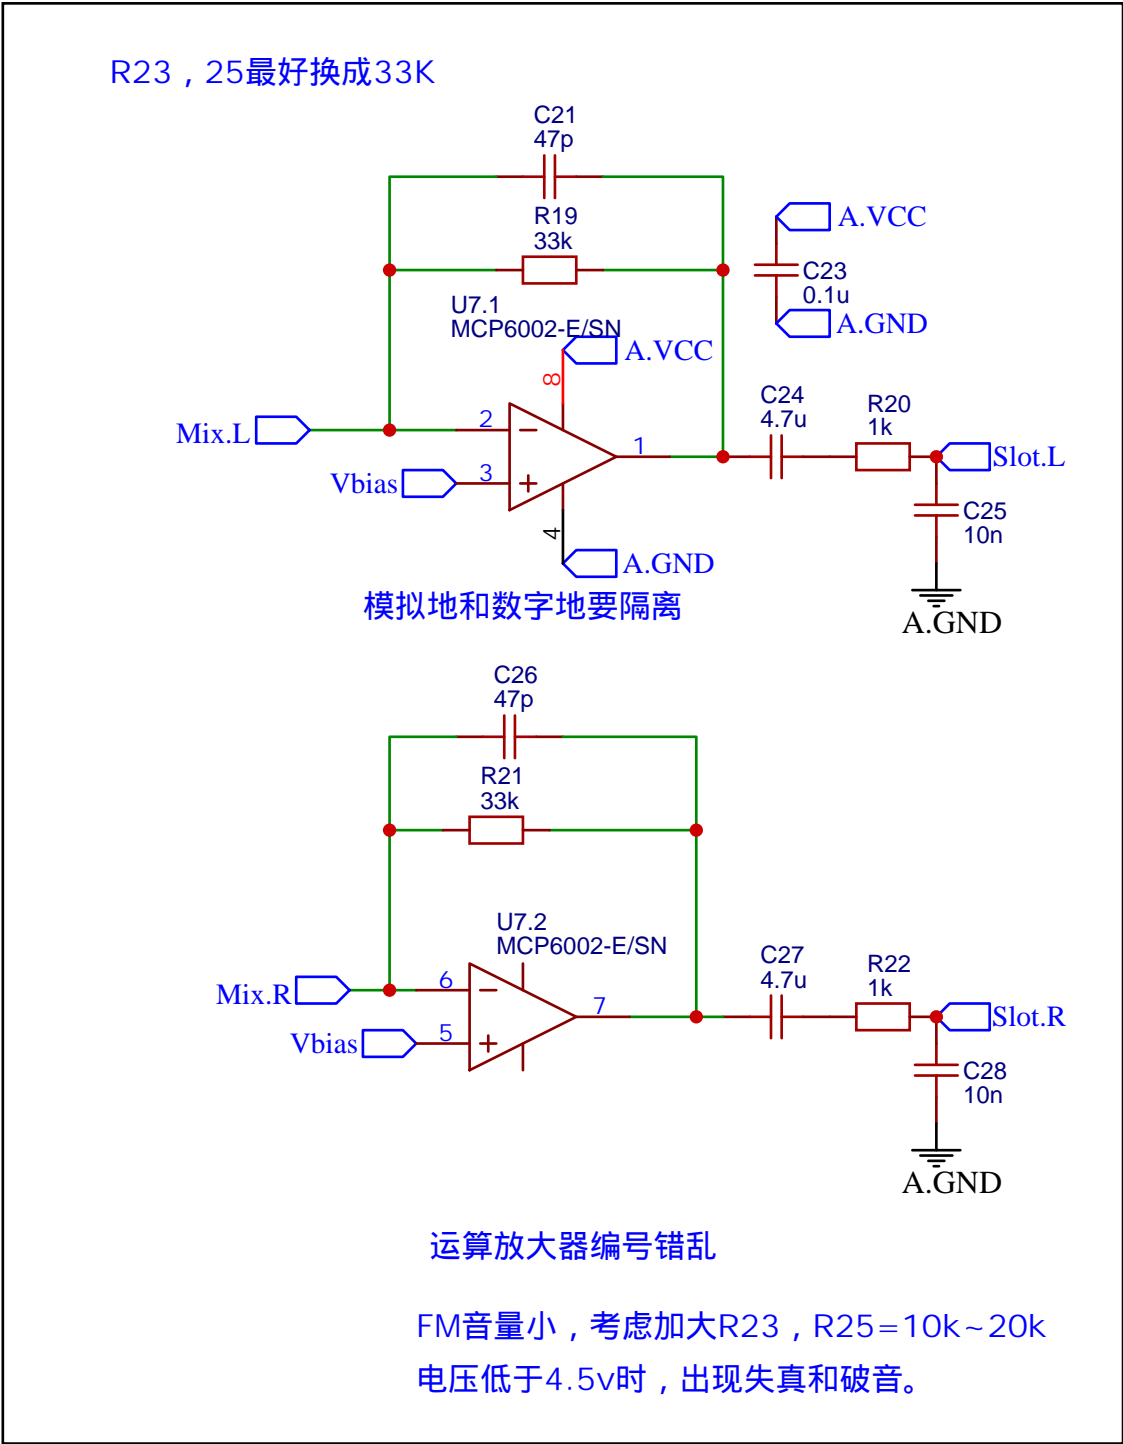 R23，25最好换成33K
C21
47p
R19
33k
A.VCC
C23
0.1u
A.GND
U7.1
MCP6002-E/SN
A.VCC
8
C24
4.7u
R20
1k
Mix.L
2
1
Slot.L
Vbias
3
C25
10n
4
A.GND
模拟地和数字地要隔离
A.GND
C26
47p
R21
33k
U7.2
MCP6002-E/SN
C27
4.7u
R22
1k
Mix.R
6
7
Slot.R
Vbias
5
C28
10n
A.GND
运算放大器编号错乱
FM音量小，考虑加大R23，R25=10k~20k
电压低于4.5v时，出现失真和破音。